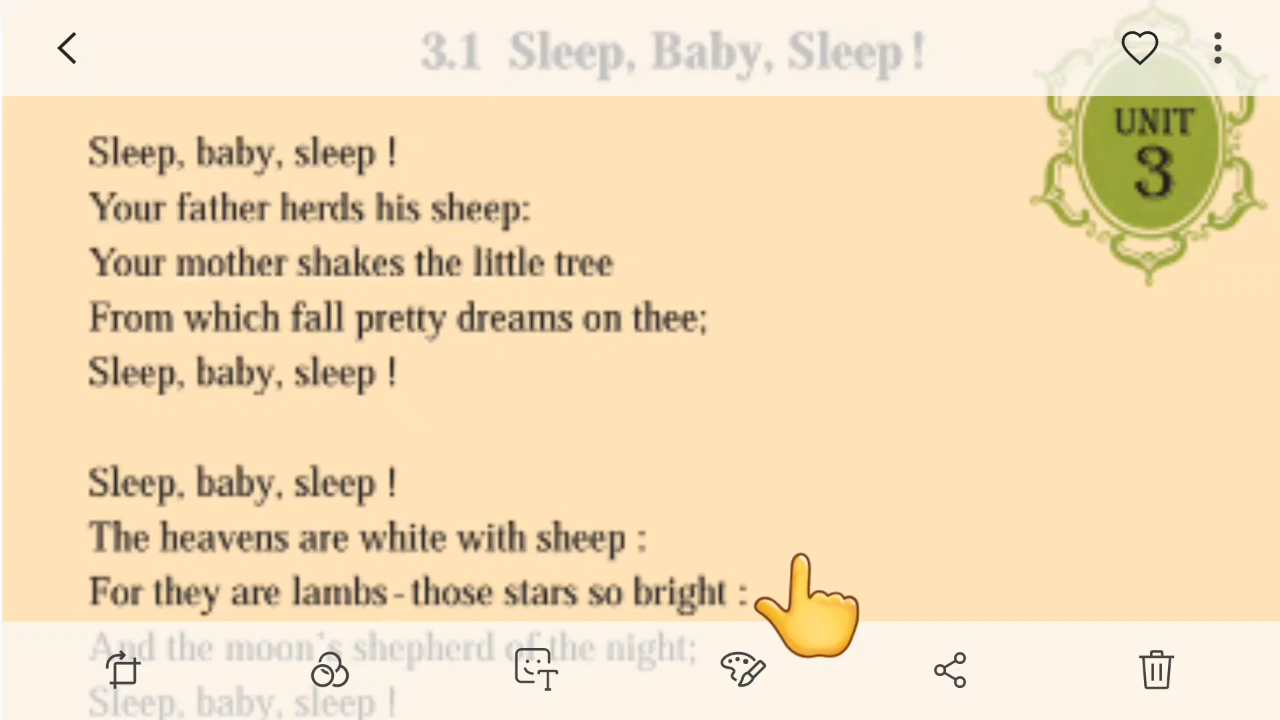 3.1 Sleep, Baby, Sleep !
UNIT
3
Sleep, baby, sleep !
Your father herds his sheep:
Your mother shakes the little tree
From which fall pretty dreams on thee;
Sleep, baby, sleep !
Sleep, baby, sleep !
The heavens are white with sheep :
For they are lambs - those stars so bright :
And the moon's shepherd of the night;
Sleep, baby, sleep !